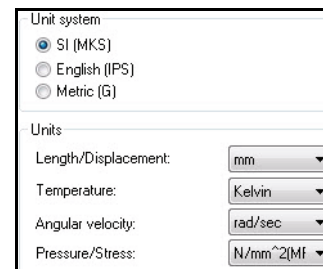 Unit system
SI (MKS)
English (IPS)
Metric (G)
Units
Length/Displacement: mm
Temperature: Kelvin
Angular velocity: rad/sec
Pressure/Stress: N/mm^2(MF